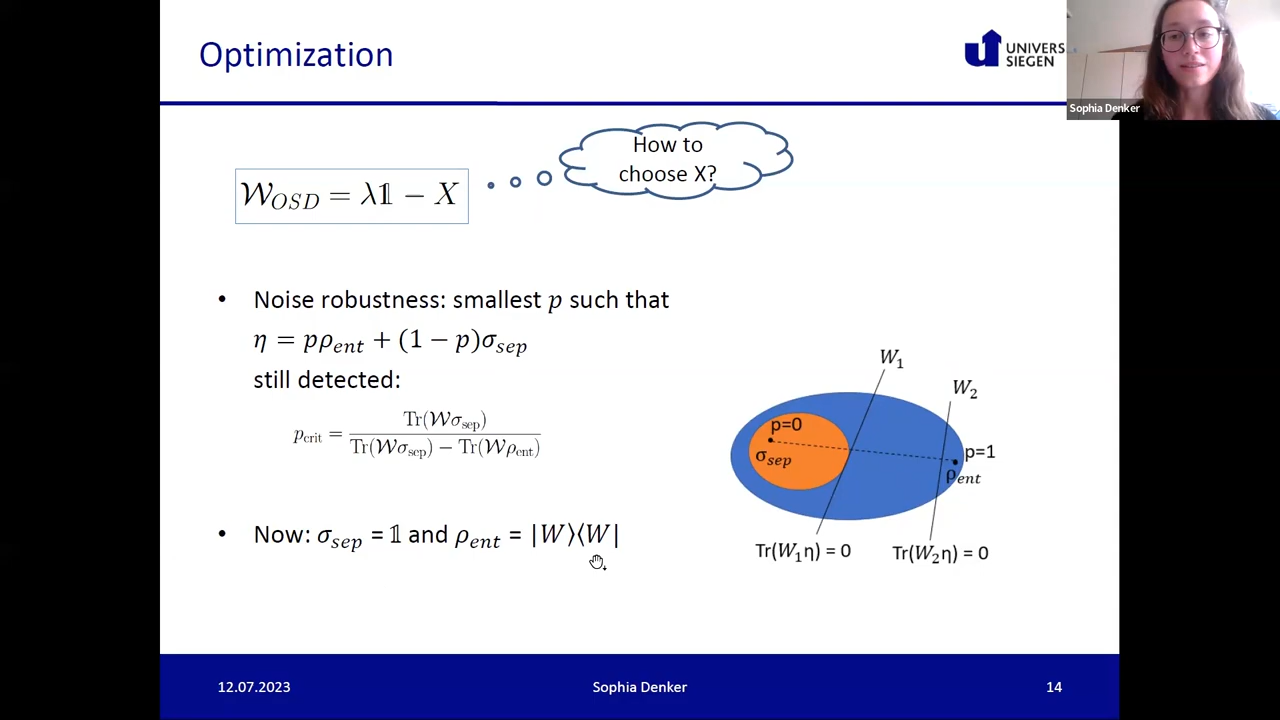 Optimization
UNIVERS
SIEGEN
Sophia Denker
How to
choose X?
𝒲_OSD = λ𝟙 − X
• Noise robustness: smallest p such that
η = pρ_ent + (1 − p)σ_sep
still detected:
p_crit = Tr(𝒲σ_sep) / (Tr(𝒲σ_sep) − Tr(𝒲ρ_ent))
W₁
W₂
p=0
p=1
σ_sep
ρ_ent
• Now: σ_sep = 𝟙 and ρ_ent = |W⟩⟨W|
Tr(W₁η) = 0
Tr(W₂η) = 0
12.07.2023
Sophia Denker
14